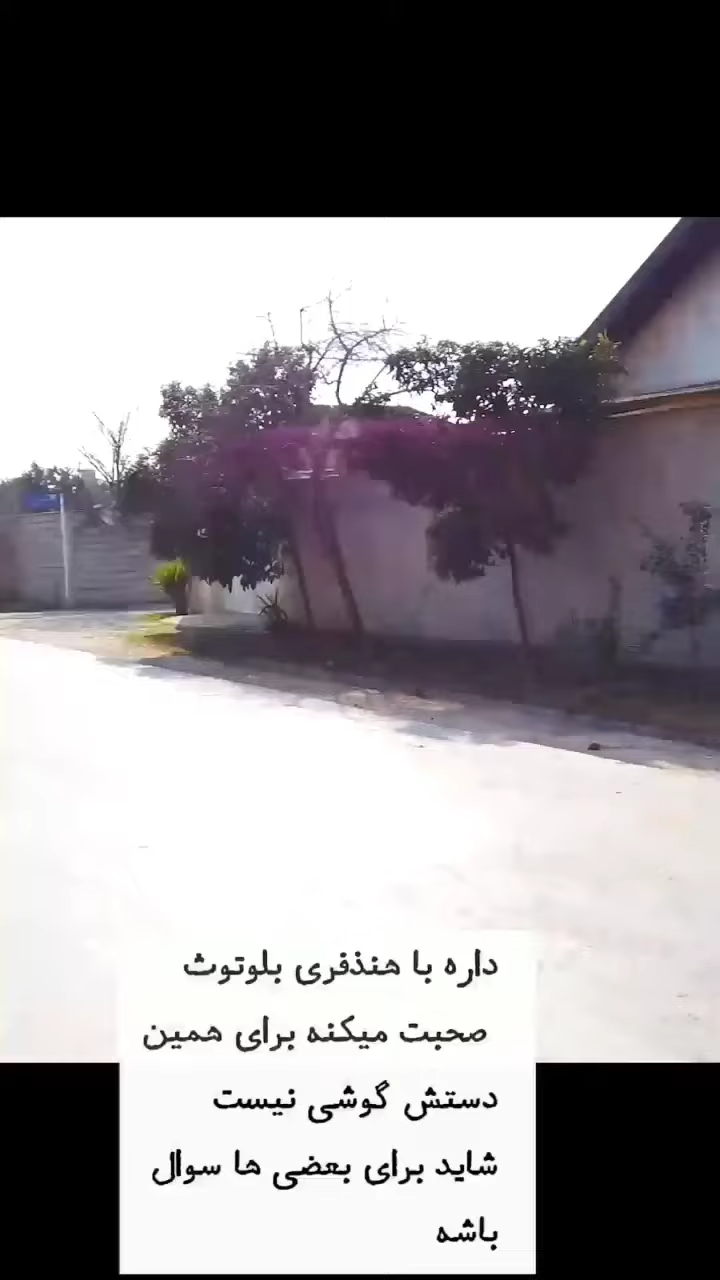 داره با هنذفری بلوتوث
صحبت میکنه برای همین
دستش گوشی نیست
شاید برای بعضی ها سوال
باشه